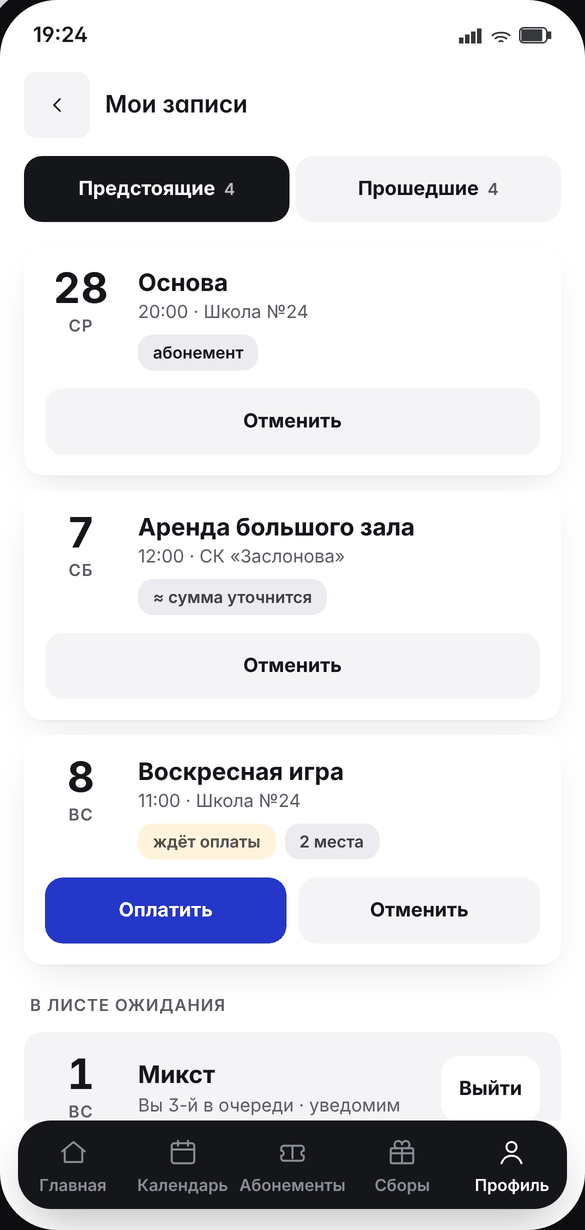 19:24
Мои записи
Предстоящие 4 Прошедшие 4
28 Основа
СР 20:00 · Школа №24
абонемент
Отменить
7 Аренда большого зала
СБ 12:00 · СК «Заслонова»
≈ сумма уточнится
Отменить
8 Воскресная игра
ВС 11:00 · Школа №24
ждёт оплаты 2 места
Оплатить Отменить
В ЛИСТЕ ОЖИДАНИЯ
1 Микст Выйти
ВС Вы 3-й в очереди · уведомим
Главная Календарь Абонементы Сборы Профиль